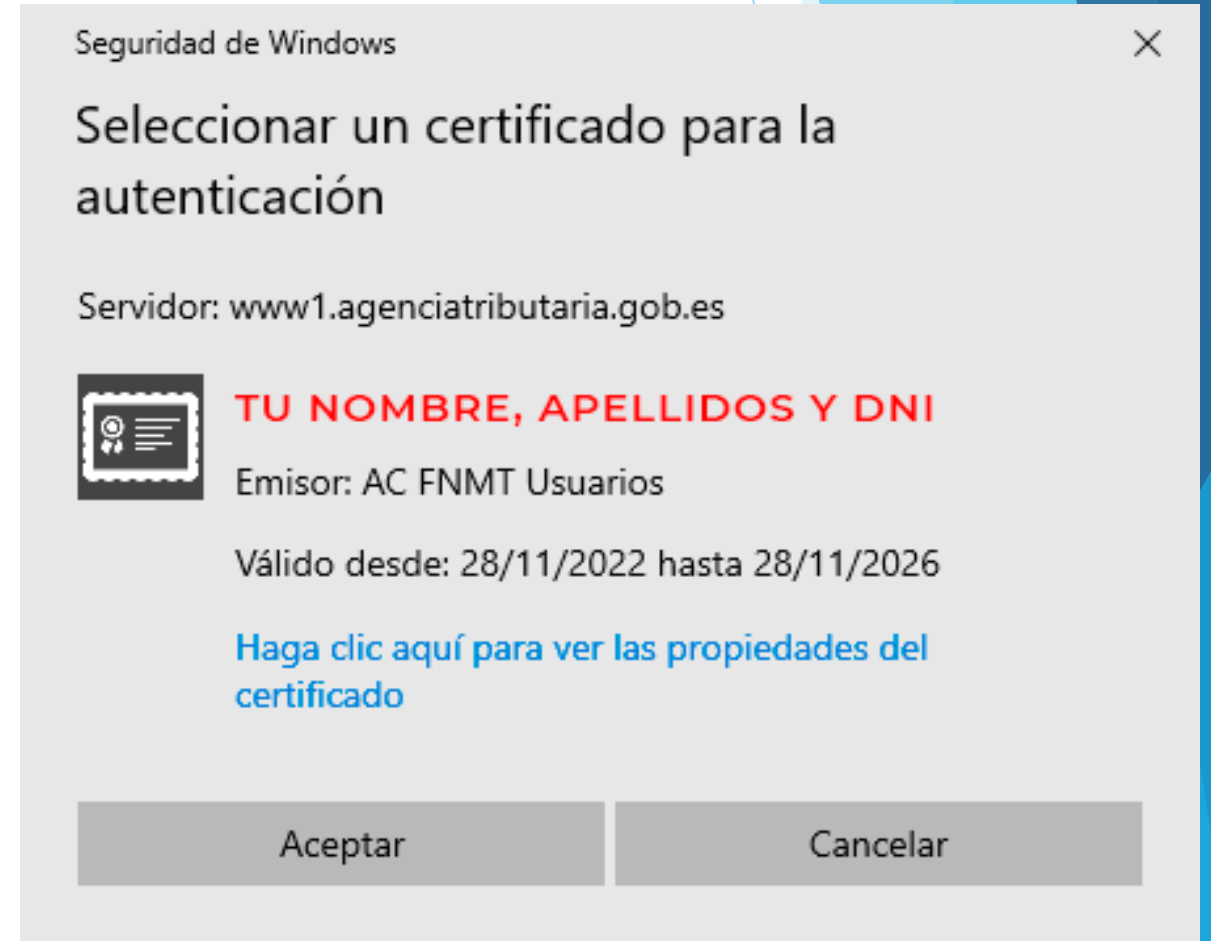 Seguridad de Windows
Seleccionar un certificado para la
autenticación
Servidor: www1.agenciatributaria.gob.es
TU NOMBRE, APELLIDOS Y DNI
Emisor: AC FNMT Usuarios
Válido desde: 28/11/2022 hasta 28/11/2026
Haga clic aquí para ver las propiedades del
certificado
Aceptar
Cancelar